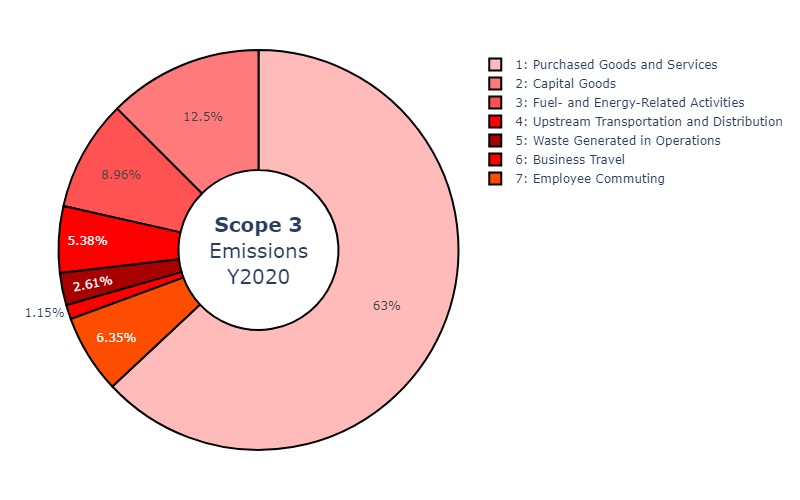 12.5%
8.96%
5.38%
2.61%
1.15%
6.35%
63%
Scope 3
Emissions
Y2020
1: Purchased Goods and Services
2: Capital Goods
3: Fuel- and Energy-Related Activities
4: Upstream Transportation and Distribution
5: Waste Generated in Operations
6: Business Travel
7: Employee Commuting